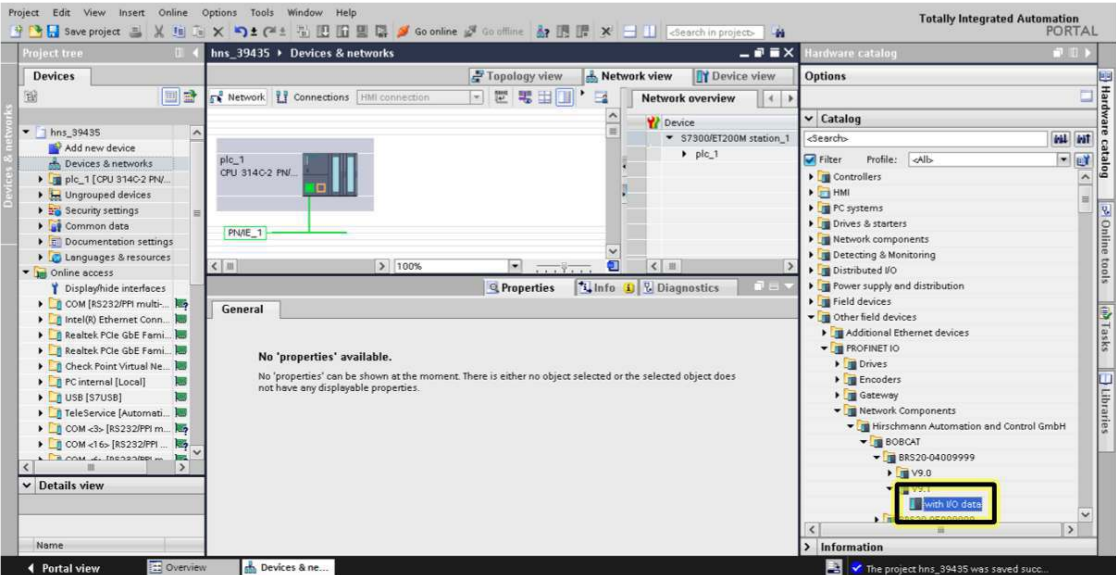 Project Edit View Insert Online Options Tools Window Help
Totally Integrated Automation
PORTAL
Save project
Go online
Go offline
<Search in project>
Project tree
Devices
hns_39435
Add new device
Devices & networks
plc_1 [CPU 314C-2 PN/...
Ungrouped devices
Security settings
Common data
Documentation settings
Languages & resources
Online access
Display/hide interfaces
COM [RS232/PPI multi-...
Intel(R) Ethernet Conn...
Realtek PCIe GbE Fami...
Realtek PCIe GbE Fami...
Check Point Virtual Ne...
PC internal [Local]
USB [S7USB]
TeleService [Automati...
COM <3> [RS232/PPI m...
COM <16> [RS232/PPI ...
Details view
Name
Devices & networks
hns_39435 Devices & networks
Topology view
Network view
Device view
Network
Connections
HMI connection
Network overview
plc_1
CPU 314C-2 PN/...
PN/IE_1
100%
Device
S7300/ET200M station_1
plc_1
Properties
Info
Diagnostics
General
No 'properties' available.
No 'properties' can be shown at the moment. There is either no object selected or the selected object does
not have any displayable properties.
Hardware catalog
Options
Catalog
<Search>
Filter
Profile:
<All>
Controllers
HMI
PC systems
Drives & starters
Network components
Detecting & Monitoring
Distributed I/O
Power supply and distribution
Field devices
Other field devices
Additional Ethernet devices
PROFINET IO
Drives
Encoders
Gateway
Network Components
Hirschmann Automation and Control GmbH
BOBCAT
BRS20-04009999
V9.0
V9.1
with I/O data
Information
Hardware catalog
Online tools
Tasks
Libraries
Portal view
Overview
Devices & ne...
The project hns_39435 was saved succ...